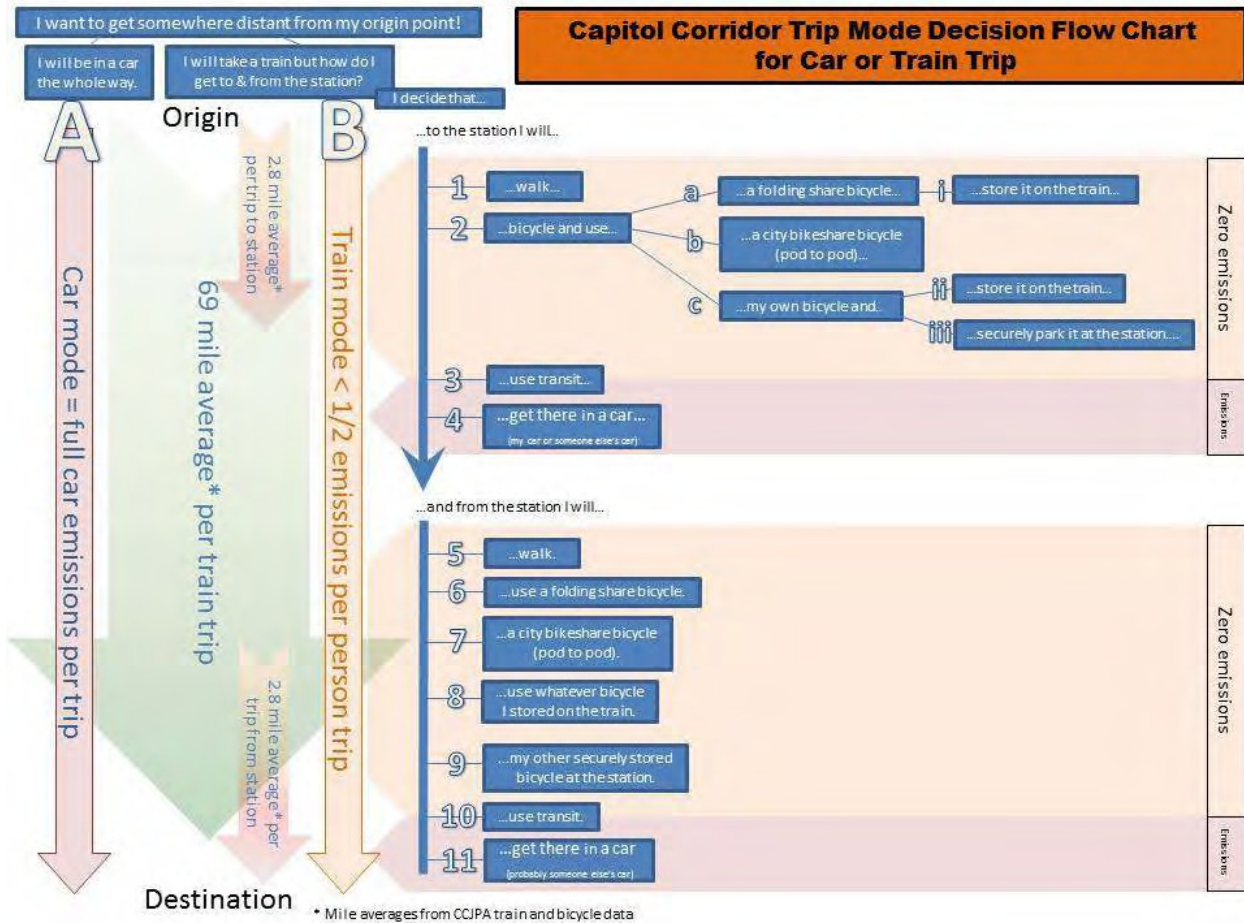 I want to get somewhere distant from my origin point!
Capitol Corridor Trip Mode Decision Flow Chart
for Car or Train Trip
I will be in a car
the whole way.
I will take a train but how do I
get to & from the station?
I decide that...
A
Origin
B
...to the station I will...
Car mode = full car emissions per trip
69 mile average* per train trip
2.8 mile average*
per trip to station
2.8 mile average* per
trip from station
Train mode < 1/2 emissions per person trip
1
...walk...
2
...bicycle and use...
a
...a folding share bicycle...
i
...store it on the train...
b
...a city bikeshare bicycle
(pod to pod)...
c
...my own bicycle and...
ii
...store it on the train...
iii
...securely park it at the station....
3
...use transit...
4
...get there in a car...
(my car or someone else's car)
Zero emissions
Emissions
...and from the station I will...
5
...walk.
6
...use a folding share bicycle.
7
...a city bikeshare bicycle
(pod to pod).
8
...use whatever bicycle
I stored on the train.
9
...my other securely stored
bicycle at the station.
10
...use transit.
11
...get there in a car
(probably someone else's car)
Zero emissions
Emissions
Destination
* Mile averages from CCJPA train and bicycle data